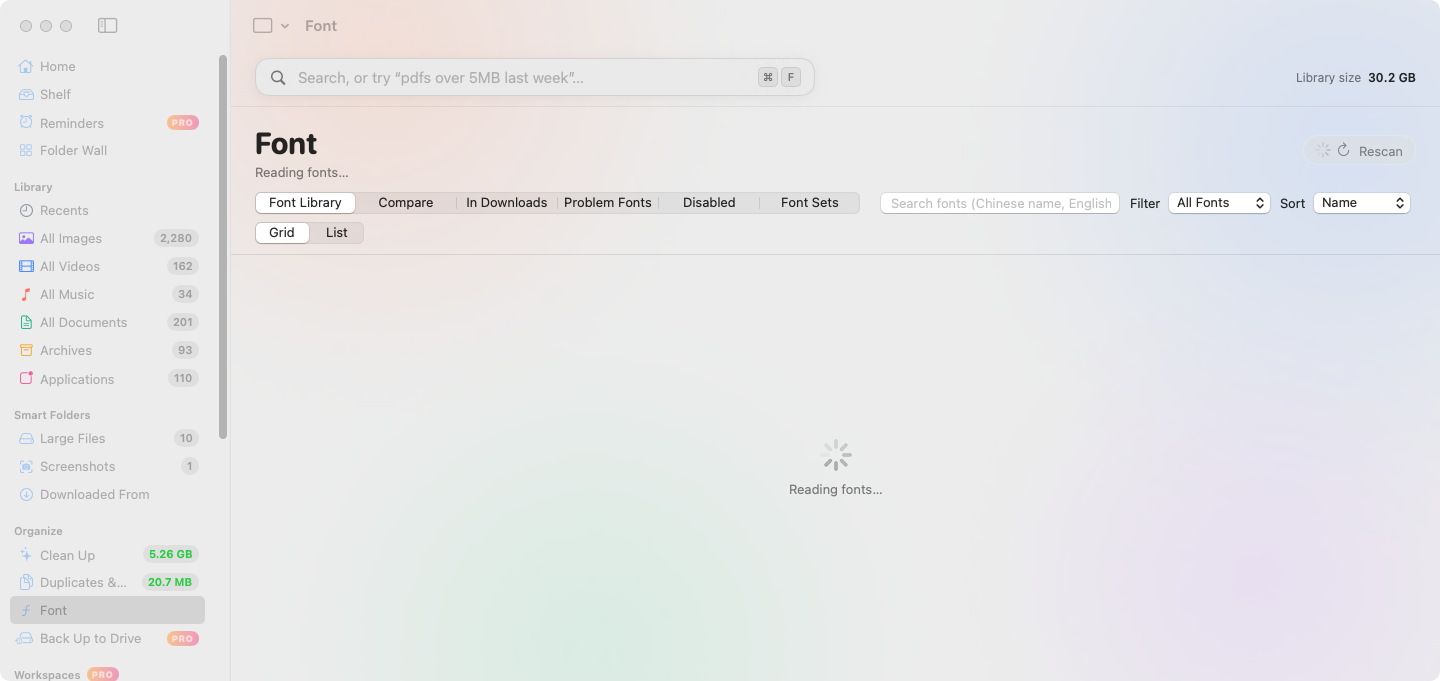 Font
Search, or try “pdfs over 5MB last week”...
⌘ F
Library size 30.2 GB
Home
Shelf
Reminders PRO
Folder Wall
Library
Recents
All Images 2,280
All Videos 162
All Music 34
All Documents 201
Archives 93
Applications 110
Smart Folders
Large Files 10
Screenshots 1
Downloaded From
Organize
Clean Up 5.26 GB
Duplicates &... 20.7 MB
Font
Back Up to Drive PRO
Workspaces PRO
Font
Reading fonts...
Rescan
Font Library Compare In Downloads Problem Fonts Disabled Font Sets
Search fonts (Chinese name, English
Filter All Fonts Sort Name
Grid List
Reading fonts...